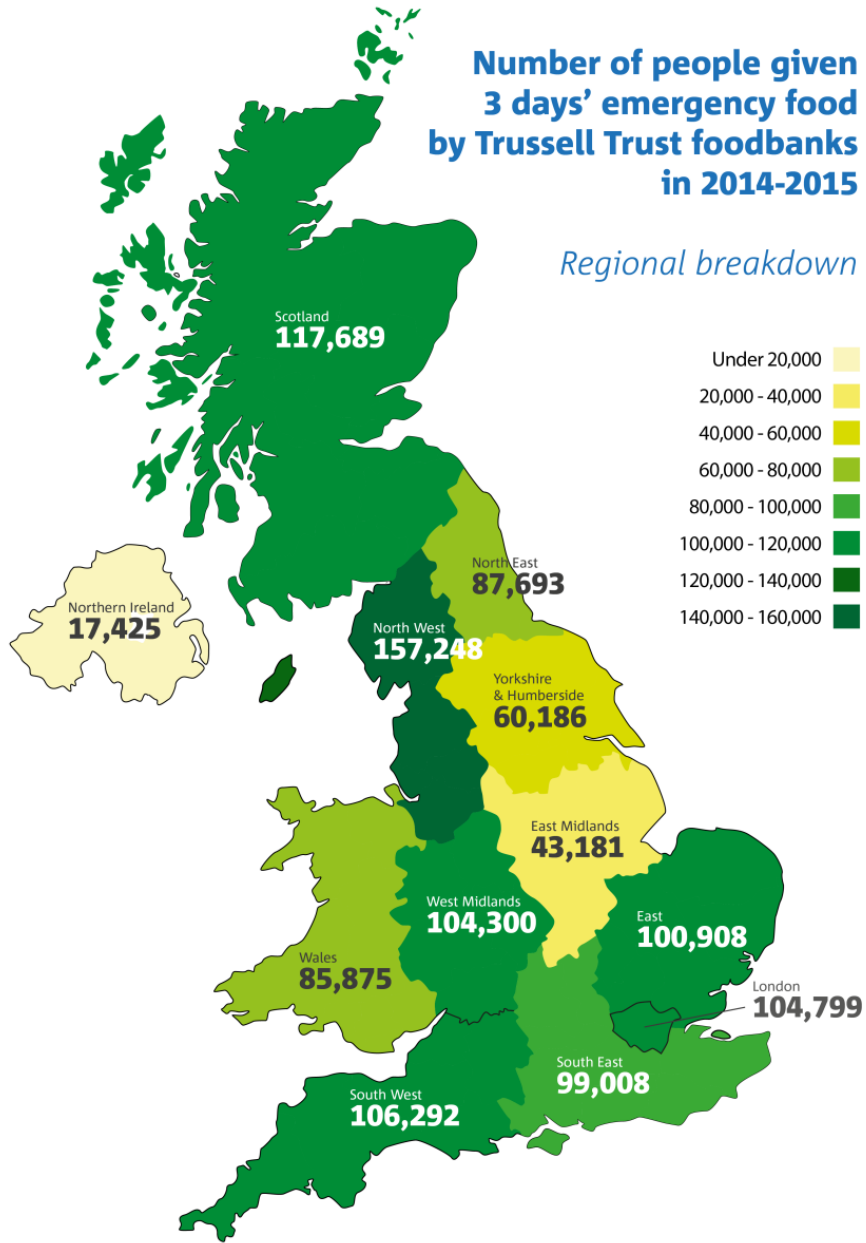 Number of people given
3 days’ emergency food
by Trussell Trust foodbanks
in 2014-2015
Regional breakdown
Under 20,000
20,000 - 40,000
40,000 - 60,000
60,000 - 80,000
80,000 - 100,000
100,000 - 120,000
120,000 - 140,000
140,000 - 160,000
Scotland
117,689
North East
87,693
Northern Ireland
17,425
North West
157,248
Yorkshire
& Humberside
60,186
East Midlands
43,181
West Midlands
104,300
East
100,908
Wales
85,875
London
104,799
South East
99,008
South West
106,292